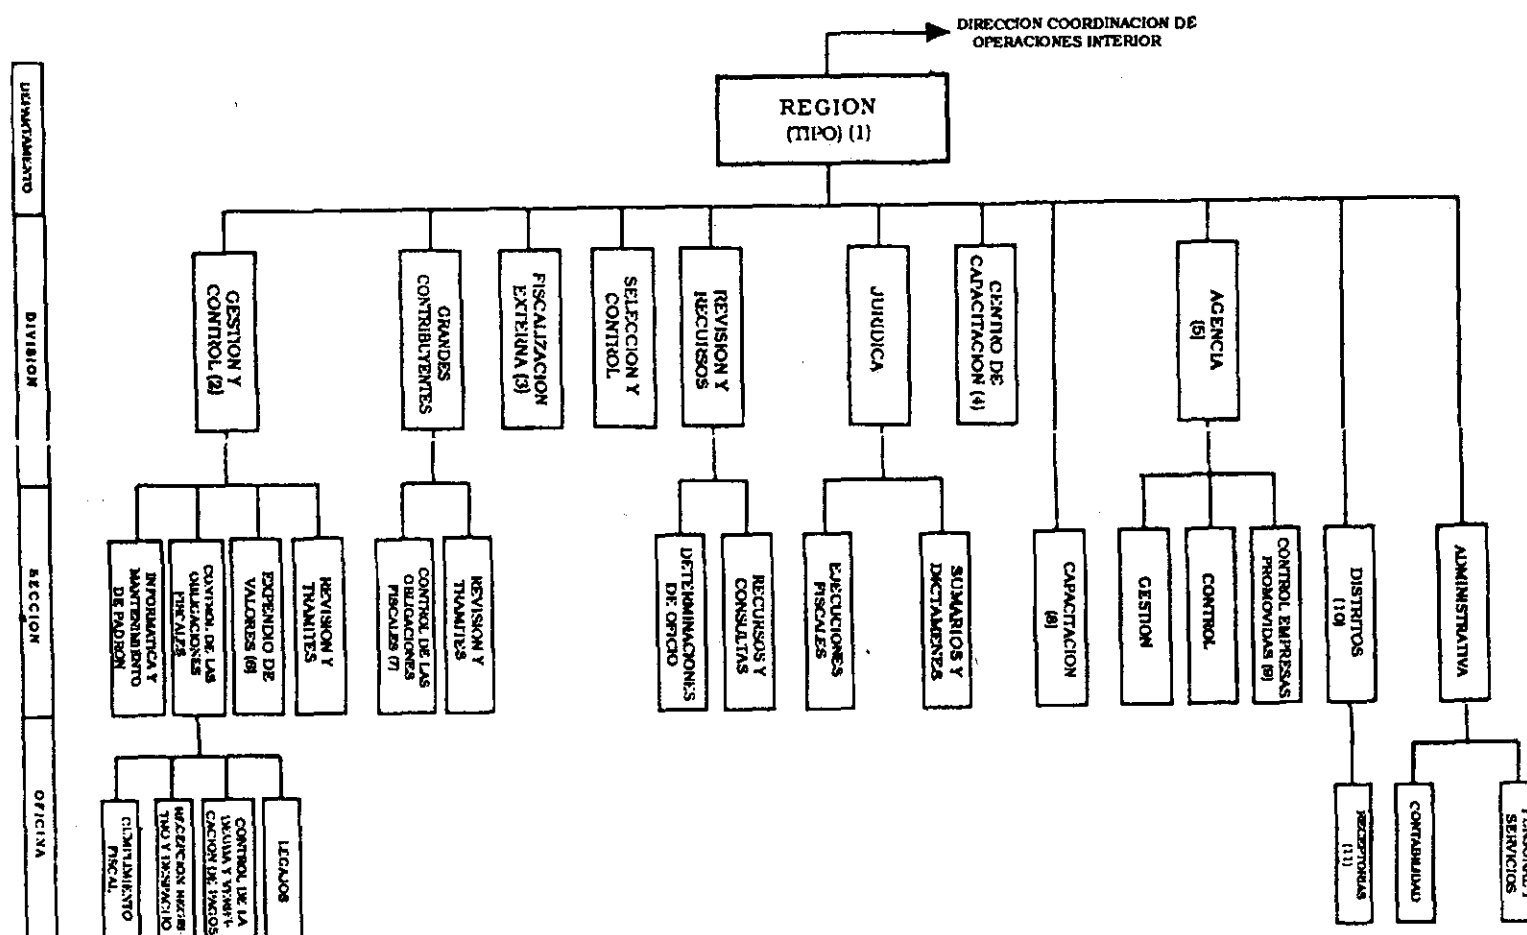 DIRECCION COORDINACION DE
OPERACIONES INTERIOR
REGION
(TIPO) (1)
DEPARTAMENTO
DIVISION
SECCION
OFICINA
GESTION Y
CONTROL (2)
GRANDES
CONTRIBUYENTES
FISCALIZACION
EXTERNA (3)
SELECCION Y
CONTROL
REVISION Y
RECURSOS
JURIDICA
CENTRO DE
CAPACITACION (4)
AGENCIA
(5)
INFORMATICA Y
MANTENIMIENTO
DE PADRON
CONTROL DE LAS
OBLIGACIONES
FISCALES
EXPENDIO DE
VALORES (6)
REVISION Y
TRAMITES
CONTROL DE LAS
OBLIGACIONES
FISCALES (7)
REVISION Y
TRAMITES
DETERMINACIONES
DE OFICIO
RECURSOS Y
CONSULTAS
EJECUCIONES
FISCALES
SUMARIOS Y
DICTAMENES
CAPACITACION
(8)
GESTION
CONTROL
CONTROL EMPRESAS
PROMOVIDAS (9)
DISTRITOS
(10)
ADMINISTRATIVA
CUMPLIMIENTO
FISCAL
RECEPCION
Y DESPACHO
CONTROL DE LA
DEUDA Y VERIFI-
CACION DE PAGOS
LEGAJOS
RECEPTORIAS
(11)
CONTABILIDAD
SERVICIOS